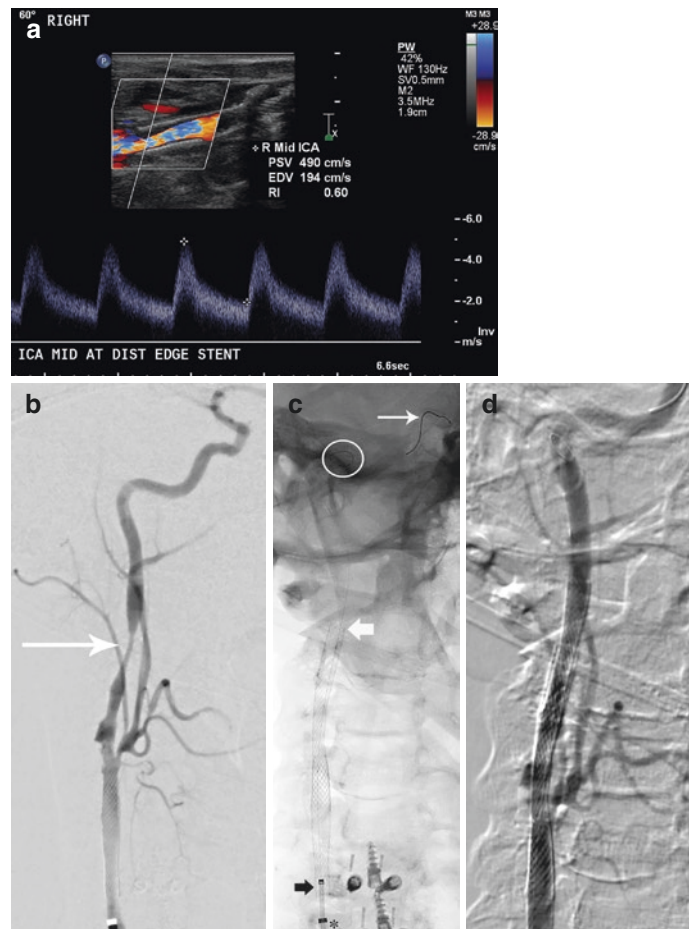 60°
RIGHT
a
P
PW
42%
WF 130Hz
SV0.5mm
M2
3.5MHz
1.9cm
M3 M3
+28.9
-28.9
cm/s
x
R Mid ICA
PSV 490 cm/s
EDV 194 cm/s
RI 0.60
-6.0
-4.0
-2.0
Inv
m/s
ICA MID AT DIST EDGE STENT
6.6sec
b
c
d
*